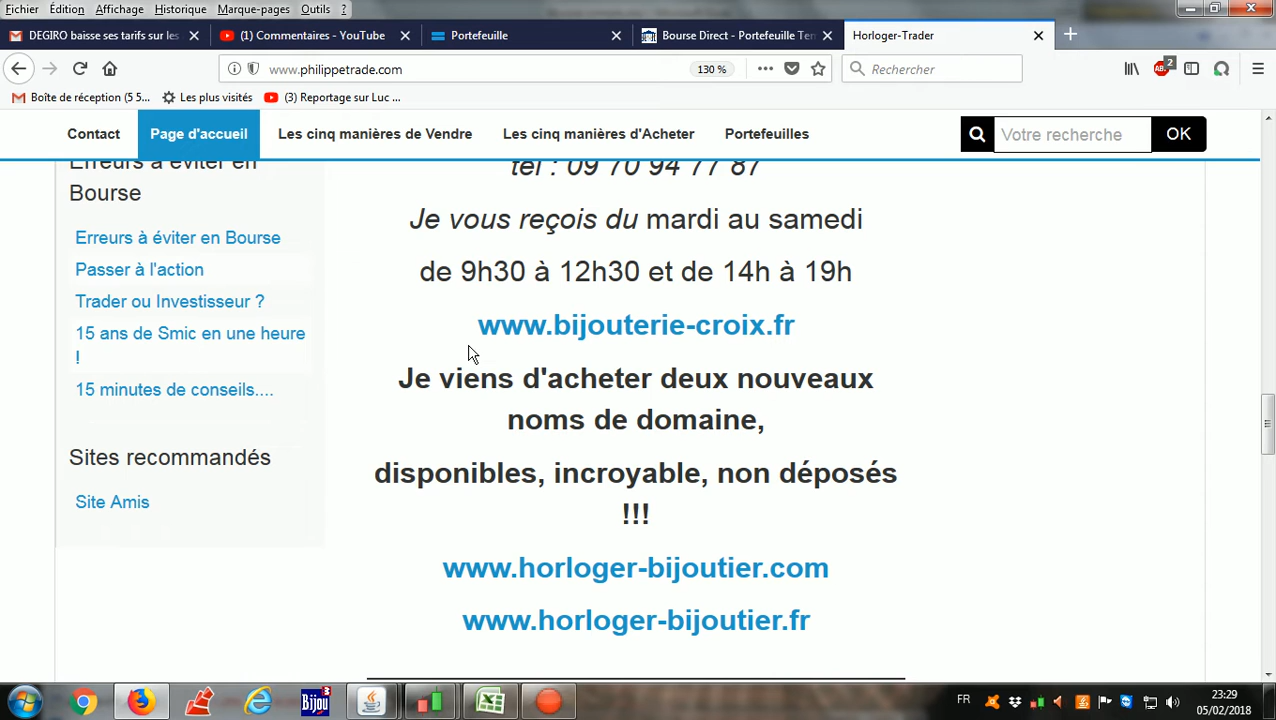 Fichier Édition Affichage Historique Marque-pages Outils ?
DEGIRO baisse ses tarifs sur les
(1) Commentaires - YouTube
Portefeuille
Bourse Direct - Portefeuille Ten
Horloger-Trader
www.philippetrade.com
130 %
Rechercher
ABP
2
Boîte de réception (5 5...
Les plus visités
(3) Reportage sur Luc ...
Contact
Page d'accueil
Les cinq manières de Vendre
Les cinq manières d'Acheter
Portefeuilles
Votre recherche
OK
Erreurs à éviter en
Bourse
Erreurs à éviter en Bourse
Passer à l'action
Trader ou Investisseur ?
15 ans de Smic en une heure
!
15 minutes de conseils....
Sites recommandés
Site Amis
tel : 09 70 94 77 87
Je vous reçois du mardi au samedi
de 9h30 à 12h30 et de 14h à 19h
www.bijouterie-croix.fr
Je viens d'acheter deux nouveaux
noms de domaine,
disponibles, incroyable, non déposés
!!!
www.horloger-bijoutier.com
www.horloger-bijoutier.fr
Bijou
3
FR
23:29
05/02/2018